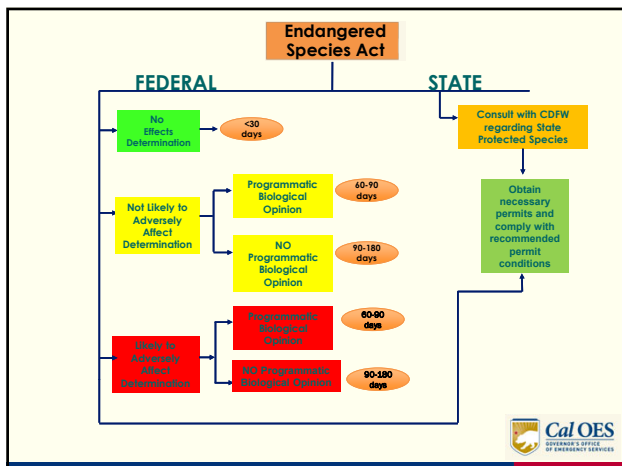 Endangered
Species Act
FEDERAL
STATE
No
Effects
Determination
<30
days
Consult with CDFW
regarding State
Protected Species
Not Likely to
Adversely
Affect
Determination
Programmatic
Biological
Opinion
60-90
days
NO
Programmatic
Biological
Opinion
90-180
days
Obtain
necessary
permits and
comply with
recommended
permit
conditions
Likely to
Adversely
Affect
Determination
Programmatic
Biological
Opinion
60-90
days
NO Programmatic
Biological Opinion
90-180
days
Cal OES
GOVERNOR'S OFFICE
OF EMERGENCY SERVICES